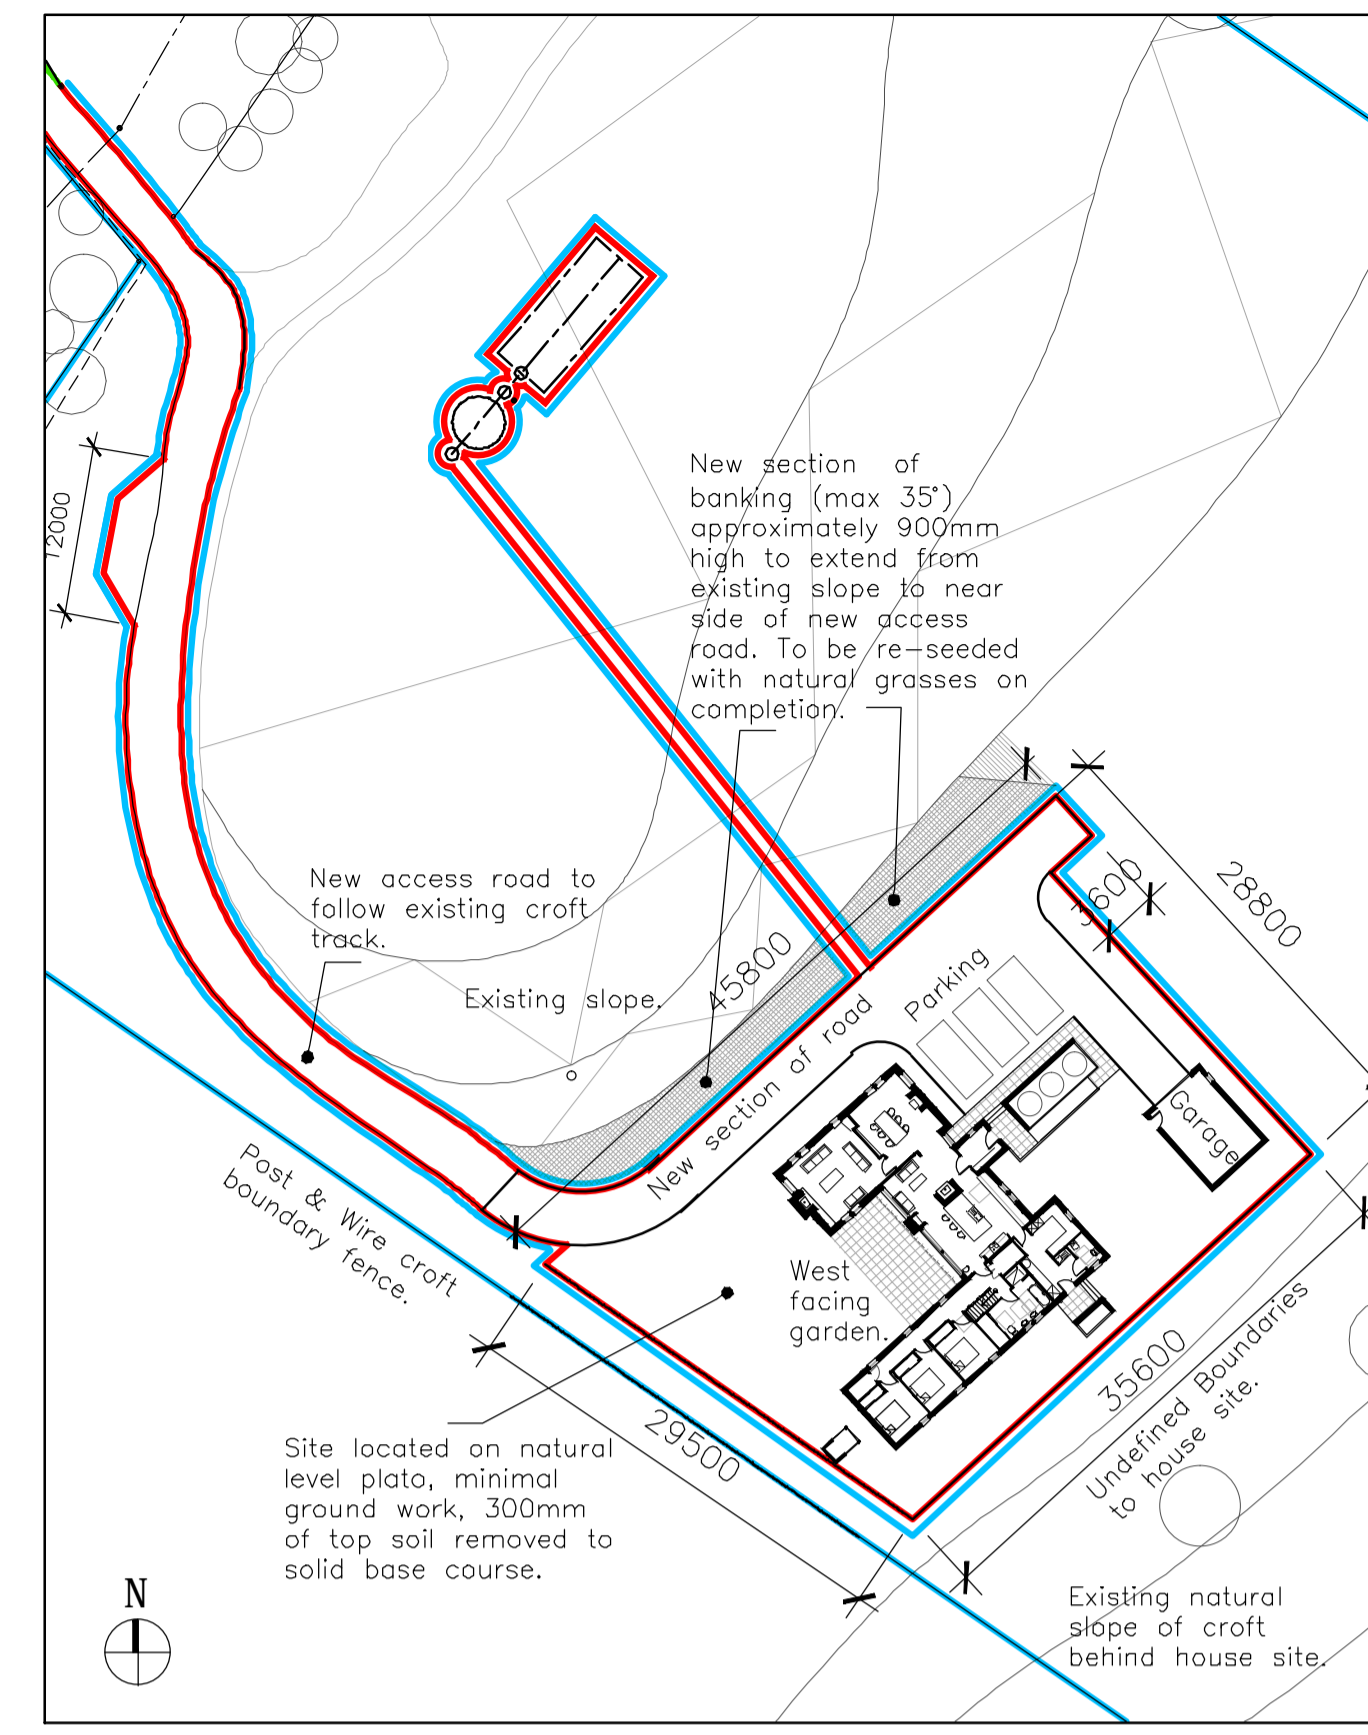 New section of
banking (max 35°)
approximately 900mm
high to extend from
existing slope to near
side of new access
road. To be re-seeded
with natural grasses on
completion.
12000
New access road to
follow existing croft
track.
Existing slope.
45800
3600
28800
Parking
New section of road
Garage
Post & Wire croft
boundary fence.
West
facing
garden.
35600
Undefined Boundaries
to house site.
29500
Site located on natural
level plato, minimal
ground work, 300mm
of top soil removed to
solid base course.
N
Existing natural
slope of croft
behind house site.